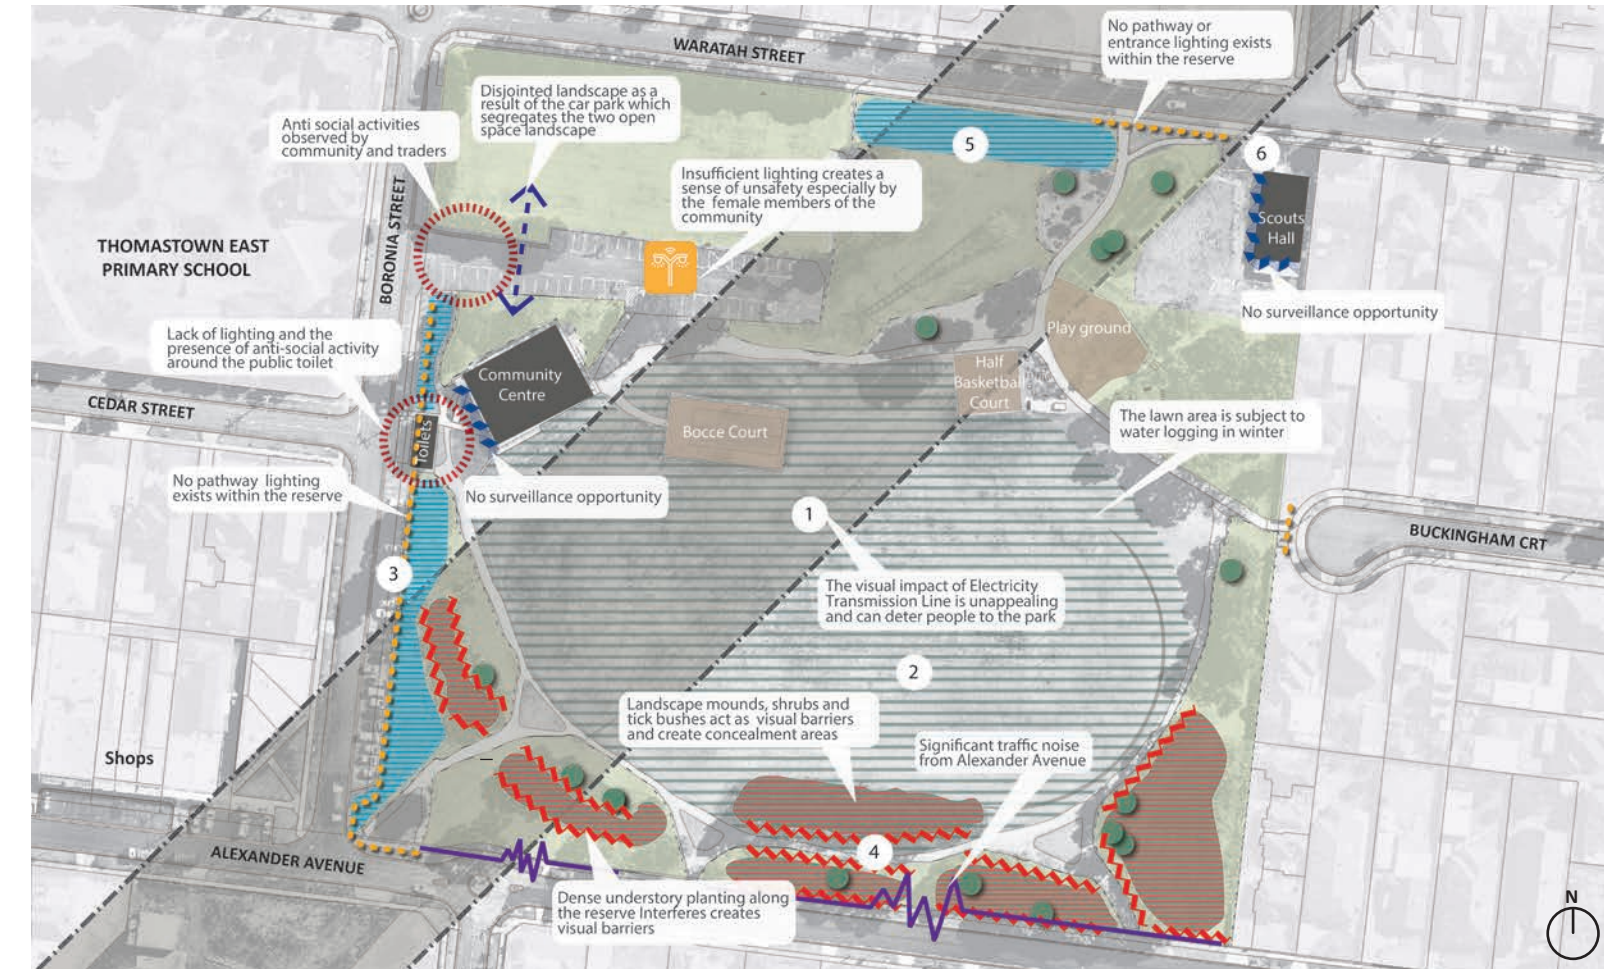 WARATAH STREET
No pathway or
entrance lighting exists
within the reserve
Disjointed landscape as a
result of the car park which
segregates the two open
space landscape
Anti social activities
observed by
community and traders
5
6
Insufficient lighting creates a
sense of unsafety especially by
the female members of the
community
BORONIA STREET
Scouts
Hall
THOMASTOWN EAST
PRIMARY SCHOOL
No surveillance opportunity
Lack of lighting and the
presence of anti-social activity
around the public toilet
Play ground
Community
Centre
Half
Basketball
Court
CEDAR STREET
Toilets
Bocce Court
The lawn area is subject to
water logging in winter
No pathway lighting
exists within the reserve
No surveillance opportunity
1
BUCKINGHAM CRT
3
The visual impact of Electricity
Transmission Line is unappealing
and can deter people to the park
2
Landscape mounds, shrubs and
tick bushes act as visual barriers
and create concealment areas
Significant traffic noise
from Alexander Avenue
Shops
4
ALEXANDER AVENUE
Dense understory planting along
the reserve Interferes creates
visual barriers
N